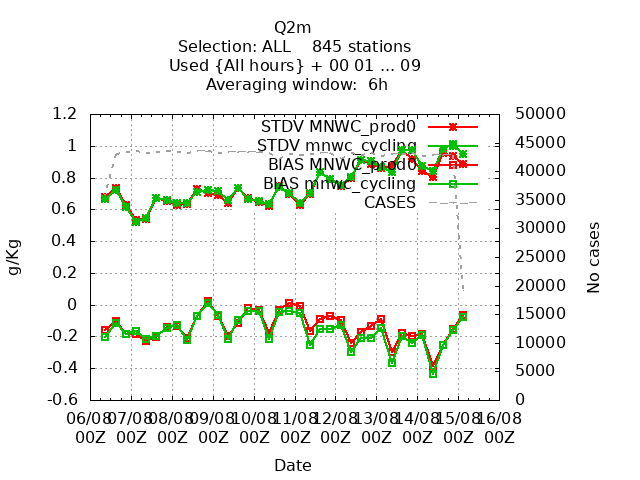 Q2m
Selection: ALL    845 stations
Used {All hours} + 00 01 ... 09
Averaging window:  6h
1.2
1
0.8
0.6
0.4
0.2
0
-0.2
-0.4
-0.6
g/Kg
50000
45000
40000
35000
30000
25000
20000
15000
10000
5000
0
No cases
STDV MNWC_prod0
STDV mnwc_cycling
BIAS MNWC_prod0
BIAS mnwc_cycling
CASES
06/08 07/08 08/08 09/08 10/08 11/08 12/08 13/08 14/08 15/08 16/08
00Z 00Z 00Z 00Z 00Z 00Z 00Z 00Z 00Z 00Z 00Z
Date